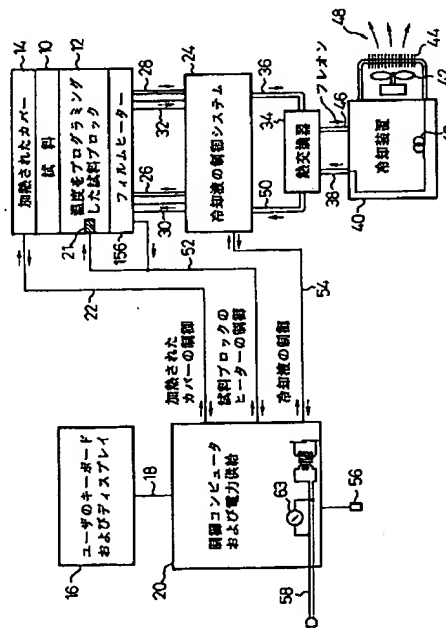 14
10
12
加熱されたカバー
試料
温度をプログラミング
した試料ブロック
21
フィルムヒーター
156
28
32
26
30
24
冷却液の制御システム
36
34
熱交換器
フレオン
46
50
38
冷却装置
40
42
44
48
22
52
54
加熱された
カバーの制御
試料ブロックの
ヒーターの制御
冷却液の制御
ユーザのキーボード
およびディスプレイ
16
18
制御コンピュータ
および電力供給
20
63
58
56